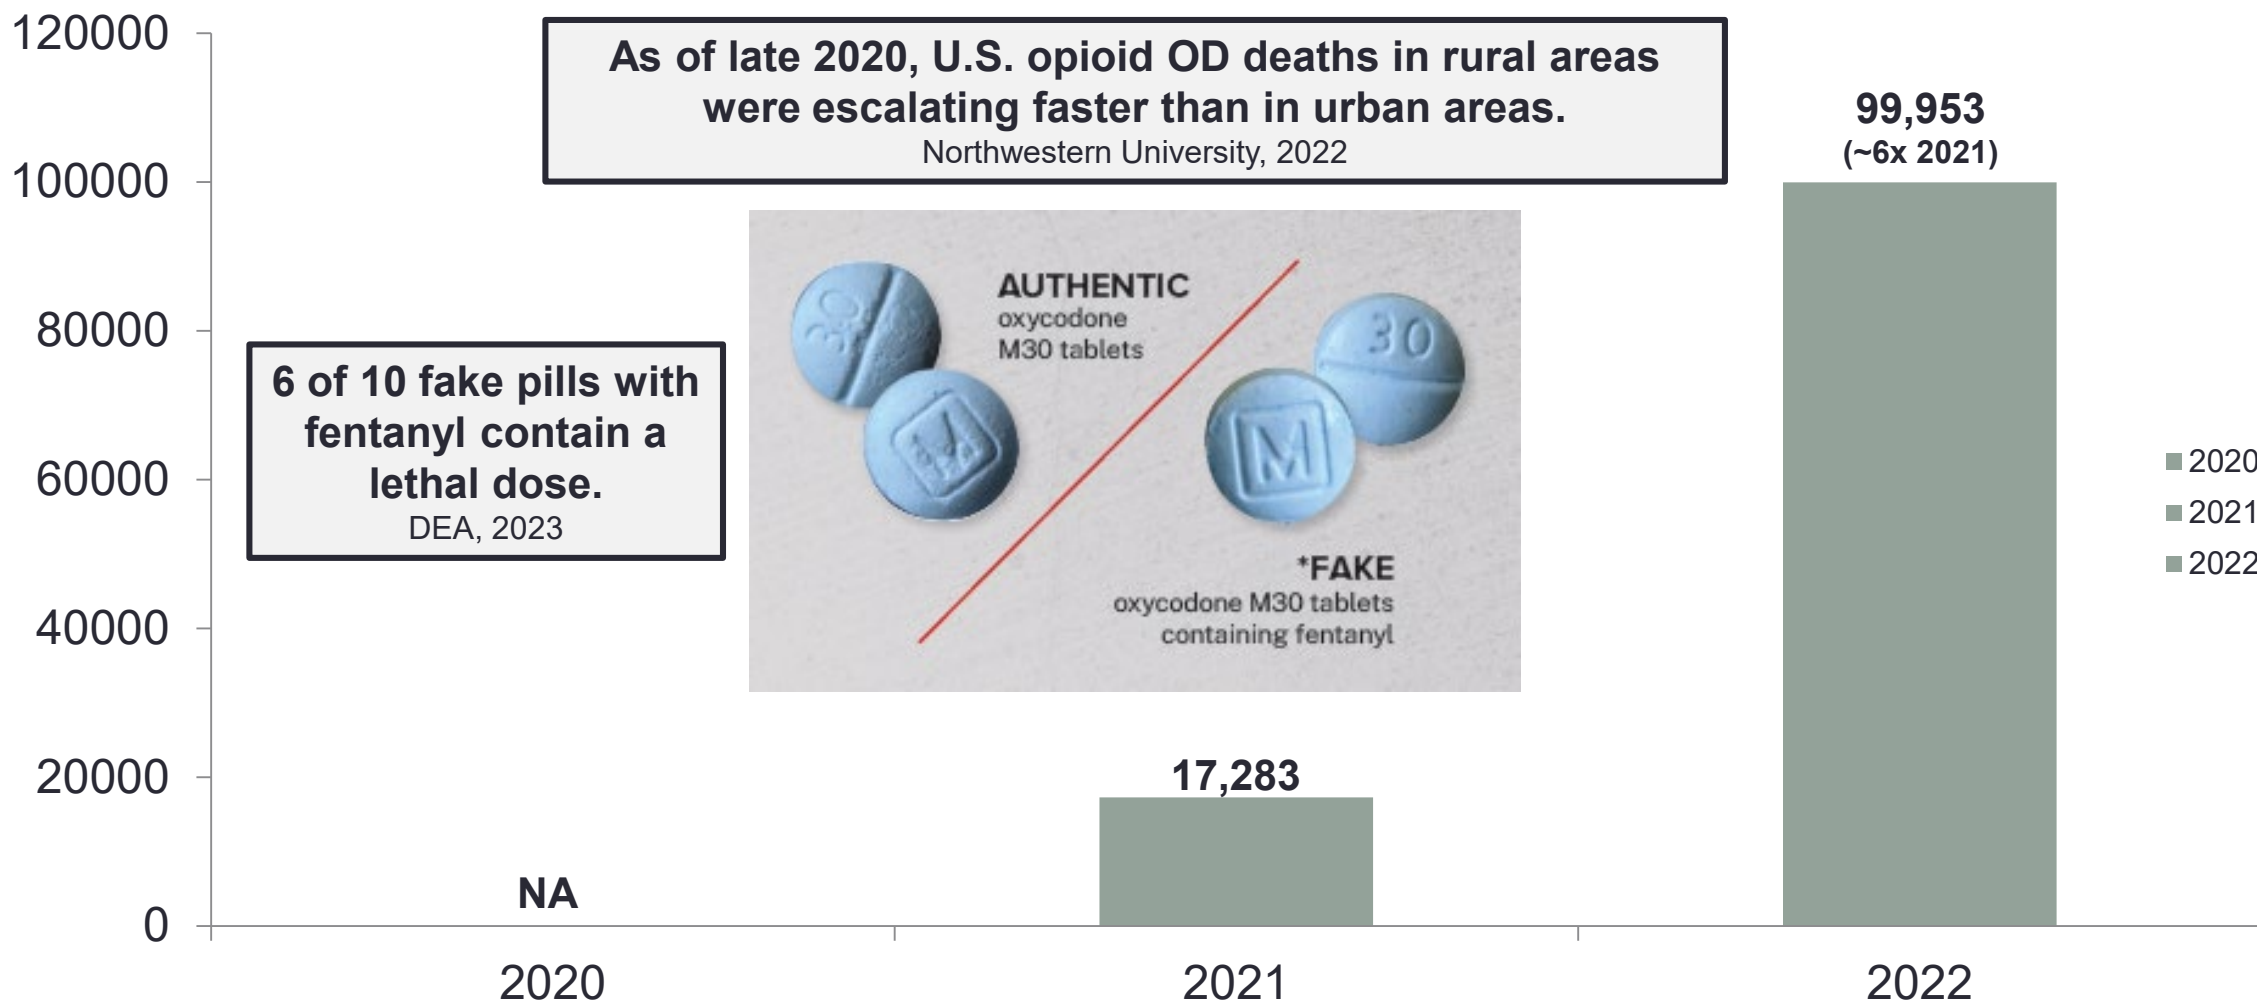 120000
100000
80000
60000
40000
20000
0
As of late 2020, U.S. opioid OD deaths in rural areas
were escalating faster than in urban areas.
Northwestern University, 2022
99,953
(~6x 2021)
6 of 10 fake pills with
fentanyl contain a
lethal dose.
DEA, 2023
AUTHENTIC
oxycodone
M30 tablets
30
M
30
M
*FAKE
oxycodone M30 tablets
containing fentanyl
17,283
NA
2020
2021
2022
2020
2021
2022